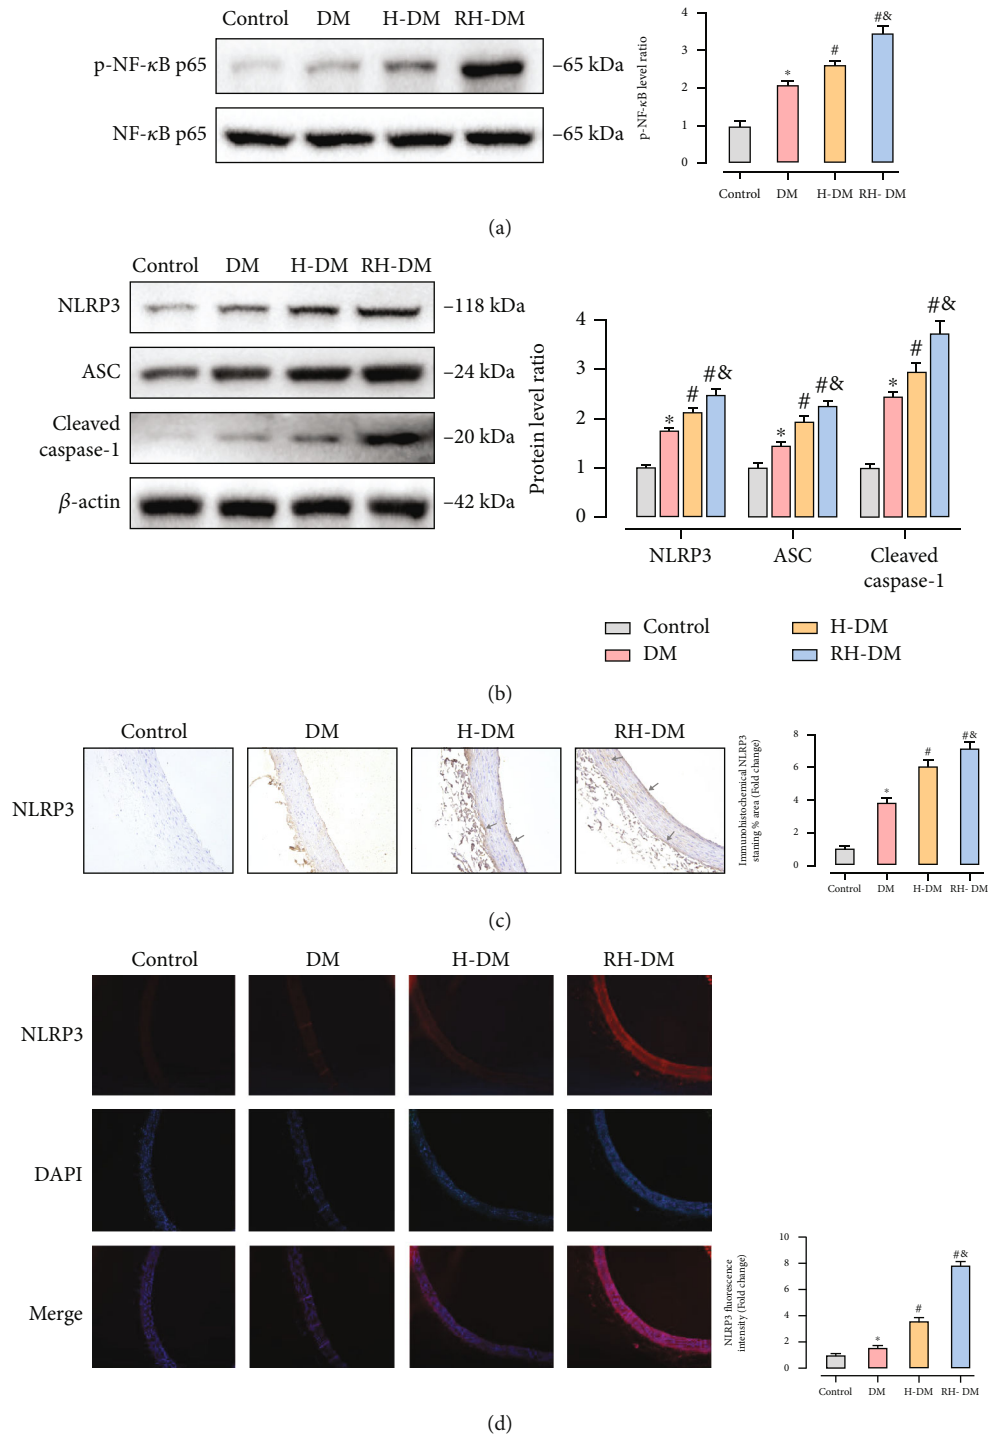 Control DM H-DM RH-DM
p-NF-κB p65 –65 kDa
NF-κB p65 –65 kDa
p-NF-κB level ratio
4
3
2
1
0
* # #&
Control DM H-DM RH- DM
(a)
Control DM H-DM RH-DM
NLRP3 –118 kDa
ASC –24 kDa
Cleaved
caspase-1 –20 kDa
β-actin –42 kDa
Protein level ratio
4
3
2
1
0
* # #& * # #& * # #&
NLRP3 ASC Cleaved
caspase-1
Control H-DM
DM RH-DM
(b)
Control DM H-DM RH-DM
NLRP3
Immunohistochemical NLRP3
staning % area (Fold change)
8
6
4
2
0
* # #&
Control DM H-DM RH- DM
(c)
Control DM H-DM RH-DM
NLRP3
DAPI
Merge
NLRP3 fluorescence
intensity (Fold change)
10
8
6
4
2
0
* # #&
Control DM H-DM RH- DM
(d)